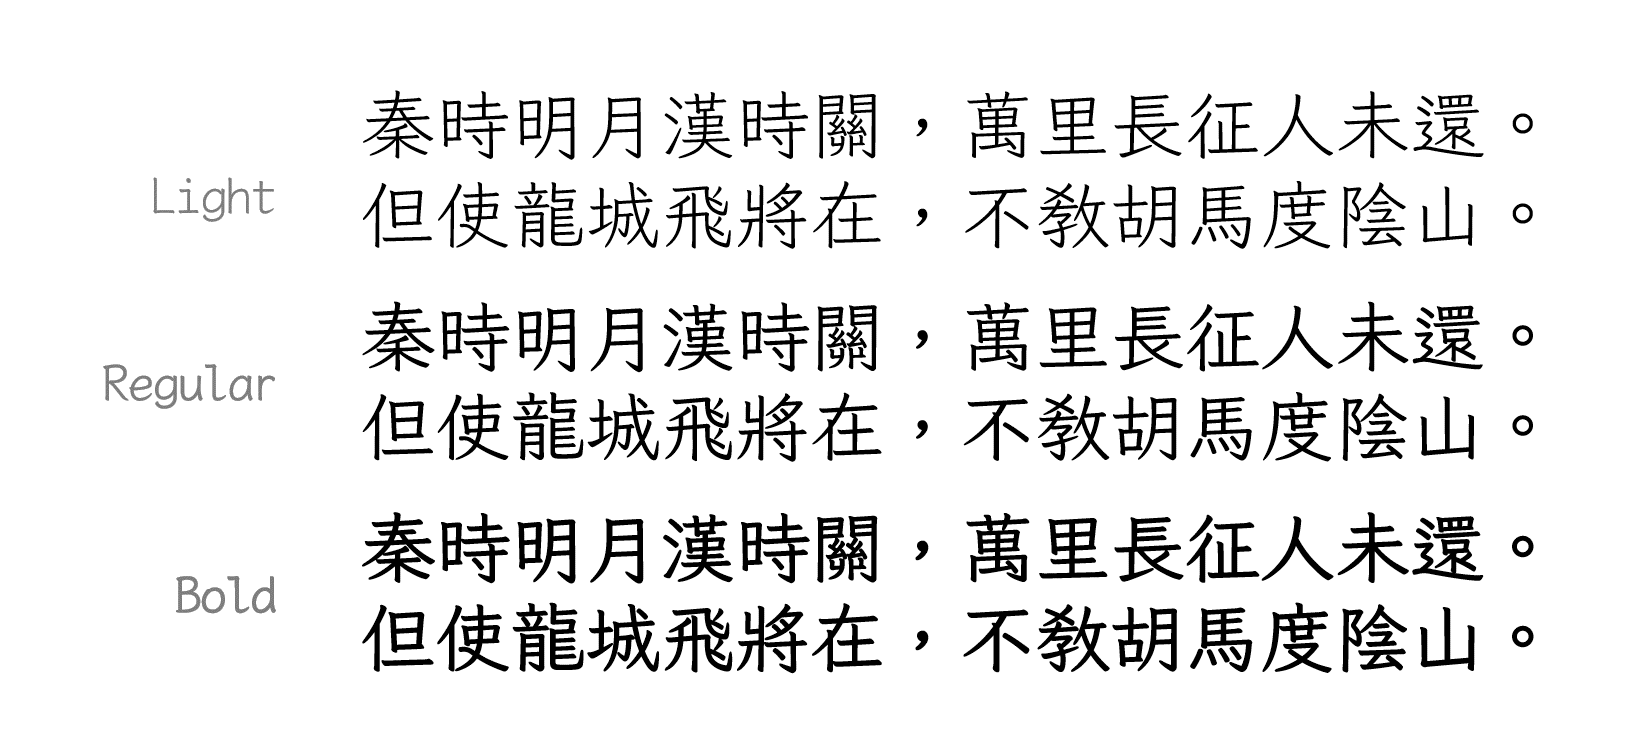 Light
秦時明月漢時關，萬里長征人未還。
但使龍城飛將在，不敎胡馬度陰山。
Regular
秦時明月漢時關，萬里長征人未還。
但使龍城飛將在，不敎胡馬度陰山。
Bold
秦時明月漢時關，萬里長征人未還。
但使龍城飛將在，不敎胡馬度陰山。